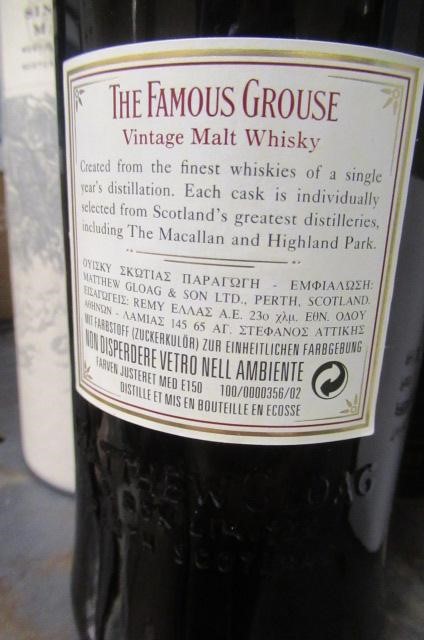 SIN
M
THE FAMOUS GROUSE
Vintage Malt Whisky
Created from the finest whiskies of a single
year's distillation. Each cask is individually
selected from Scotland's greatest distilleries,
including The Macallan and Highland Park.
ΟΥΙΣΚΥ ΣΚΩΤΙΑΣ ΠΑΡΑΓΩΓΗ - ΕΜΦΙΑΛΩΣΗ:
MATTHEW GLOAG & SON LTD., PERTH, SCOTLAND.
ΕΙΣΑΓΩΓΕΙΣ: REMY ΕΛΛΑΣ Α.Ε. 23ο χλμ. ΕΘΝ. ΟΔΟΥ
ΑΘΗΝΩΝ - ΛΑΜΙΑΣ 145 65 ΑΓ. ΣΤΕΦΑΝΟΣ ΑΤΤΙΚΗΣ
MIT FARBSTOFF (ZUCKERKULÖR) ZUR EINHEITLICHEN FARBGEBUNG
NON DISPERDERE VETRO NELL AMBIENTE
FARVEN JUSTERET MED E150 100/0000356/02
DISTILLE ET MIS EN BOUTEILLE EN ECOSSE
THEW GLOAG